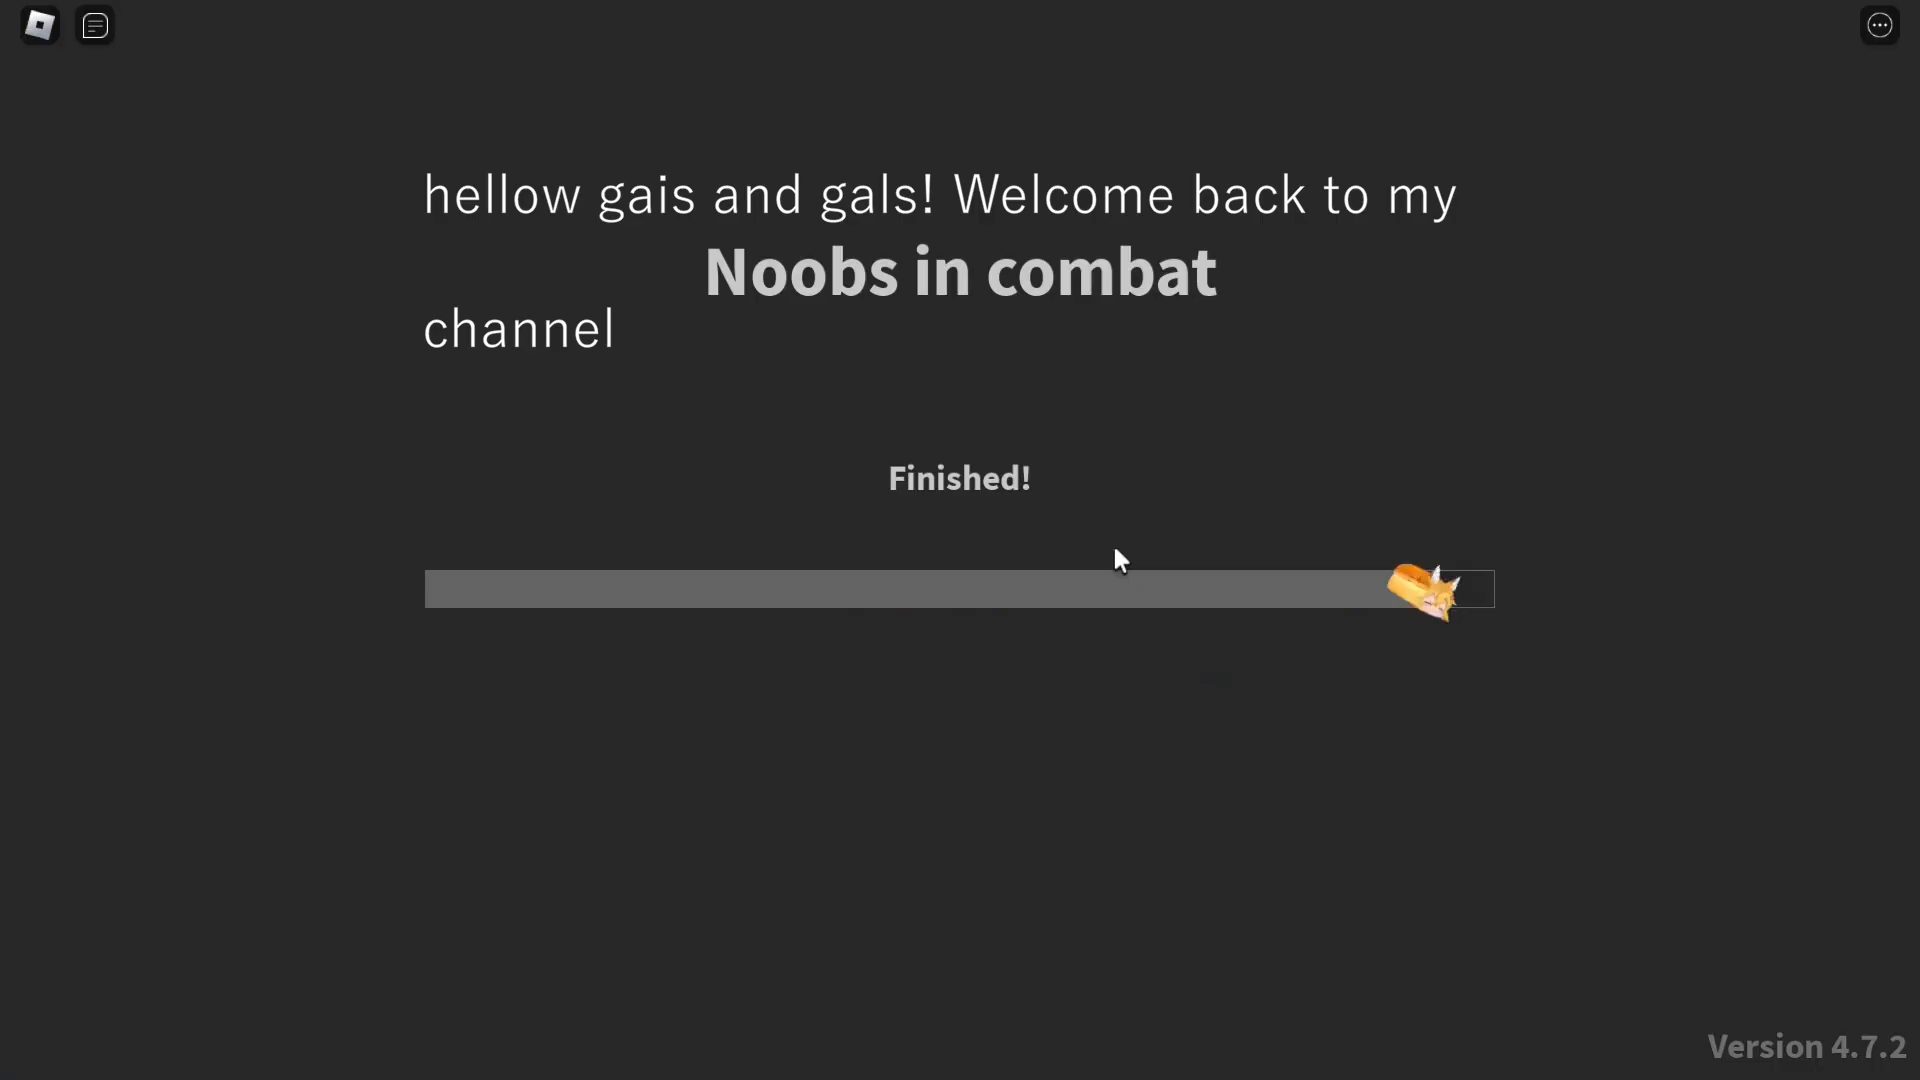 hellow gais and gals! Welcome back to my
Noobs in combat
channel
Finished!
Version 4.7.2